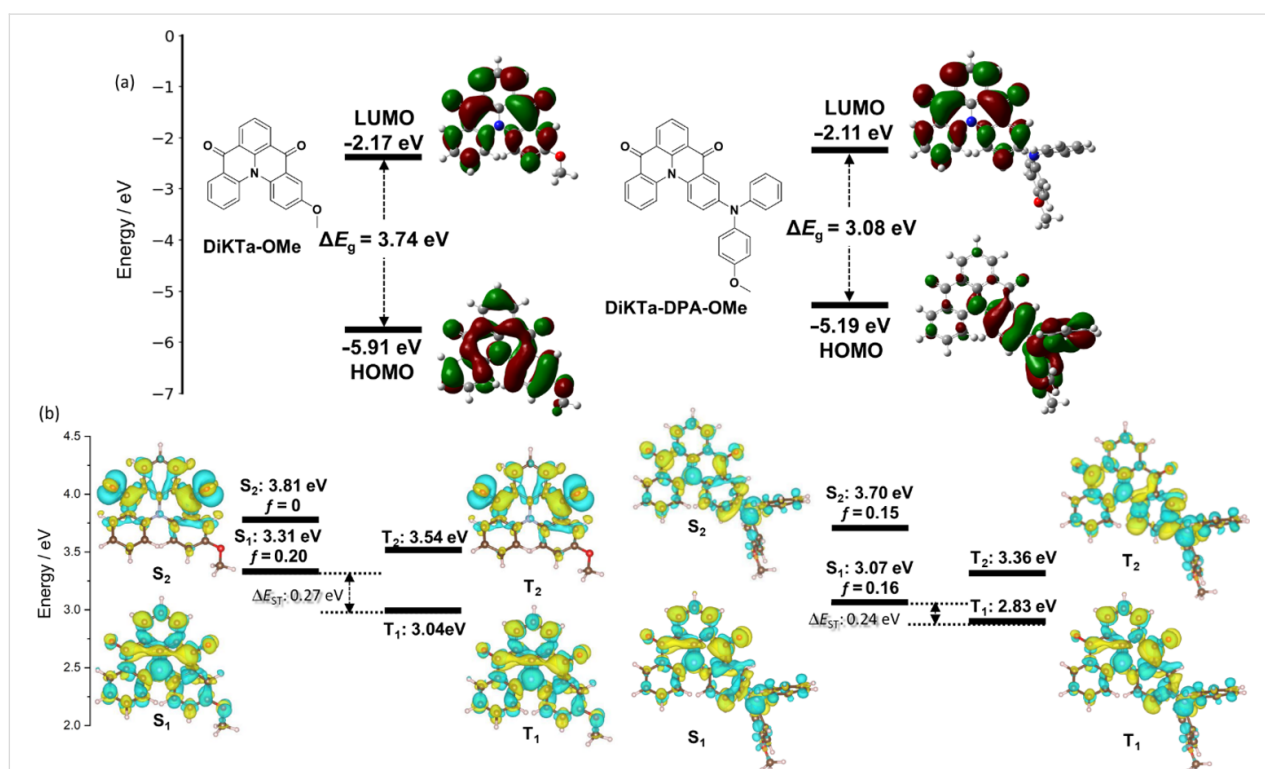 (a)
Energy / eV
0
−1
−2
−3
−4
−5
−6
−7
O
O
N
O
DiKTa-OMe
LUMO
−2.17 eV
ΔEg = 3.74 eV
−5.91 eV
HOMO
O
O
N
N
O
DiKTa-DPA-OMe
LUMO
−2.11 eV
ΔEg = 3.08 eV
−5.19 eV
HOMO
(b)
Energy / eV
4.5
4.0
3.5
3.0
2.5
2.0
S2
S1
S2: 3.81 eV
f = 0
S1: 3.31 eV
f = 0.20
ΔEST: 0.27 eV
T2: 3.54 eV
T1: 3.04eV
T2
T1
S2
S1
S2: 3.70 eV
f = 0.15
S1: 3.07 eV
f = 0.16
ΔEST: 0.24 eV
T2: 3.36 eV
T1: 2.83 eV
T2
T1